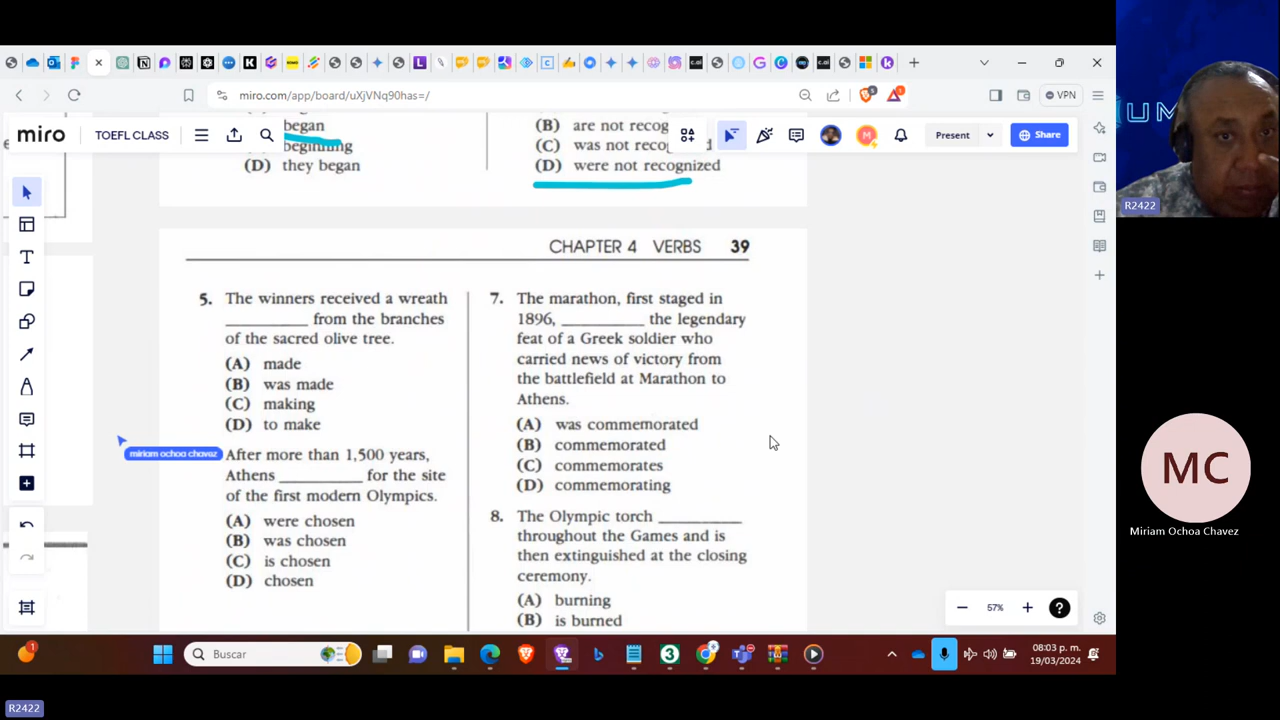 miro.com/app/board/uXjVNq90has=/
VPN
miro
TOEFL CLASS
Present
Share
began
beginning
(D) they began
(B) are not recog
(C) was not recog d
(D) were not recognized
CHAPTER 4 VERBS 39
5. The winners received a wreath
__________ from the branches
of the sacred olive tree.
(A) made
(B) was made
(C) making
(D) to make
miriam ochoa chavez
After more than 1,500 years,
Athens __________ for the site
of the first modern Olympics.
(A) were chosen
(B) was chosen
(C) is chosen
(D) chosen
7. The marathon, first staged in
1896, __________ the legendary
feat of a Greek soldier who
carried news of victory from
the battlefield at Marathon to
Athens.
(A) was commemorated
(B) commemorated
(C) commemorates
(D) commemorating
8. The Olympic torch __________
throughout the Games and is
then extinguished at the closing
ceremony.
(A) burning
(B) is burned
57%
Buscar
08:03 p. m.
19/03/2024
UM
R2422
MC
Miriam Ochoa Chavez
R2422